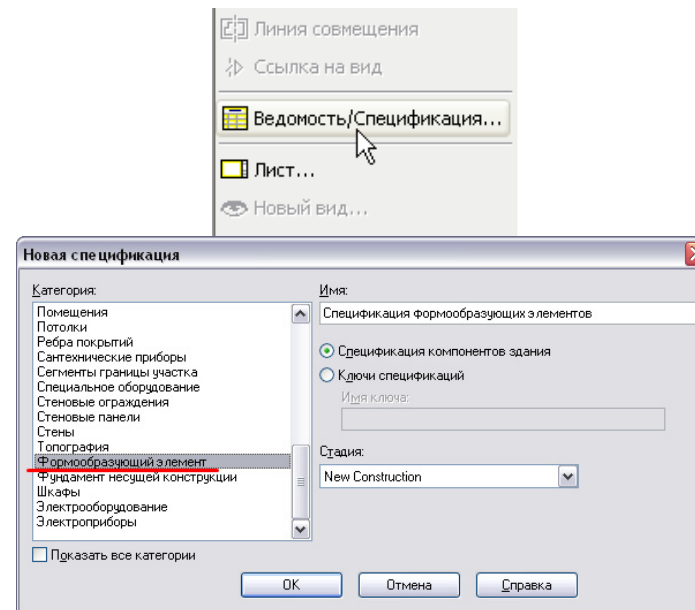 Линия совмещения
Ссылка на вид
Ведомость/Спецификация...
Лист...
Новый вид...
Новая спецификация
Категория:
Помещения
Потолки
Ребра покрытий
Сантехнические приборы
Сегменты границы участка
Специальное оборудование
Стеновые ограждения
Стеновые панели
Стены
Топография
Формообразующий элемент
Фундамент несущей конструкции
Шкафы
Электрооборудование
Электроприборы
Показать все категории
Имя:
Спецификация формообразующих элементов
Спецификация компонентов здания
Ключи спецификаций
Имя ключа:
Стадия:
New Construction
OK Отмена Справка